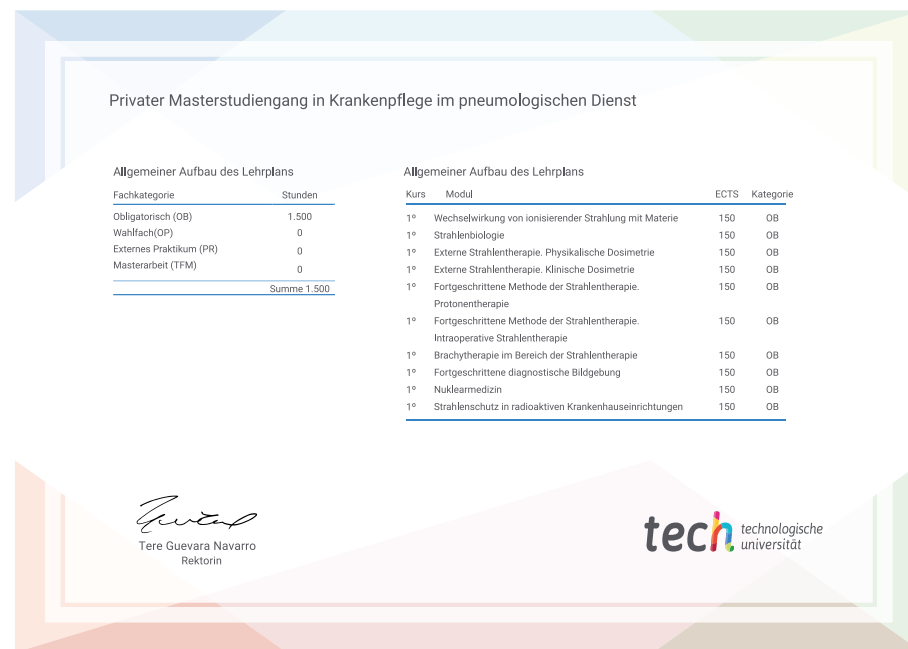 Privater Masterstudiengang in Krankenpflege im pneumologischen Dienst
Allgemeiner Aufbau des Lehrplans
Fachkategorie Stunden
Obligatorisch (OB) 1.500
Wahlfach(OP) 0
Externes Praktikum (PR) 0
Masterarbeit (TFM) 0
Summe 1.500
Allgemeiner Aufbau des Lehrplans
Kurs Modul ECTS Kategorie
1º Wechselwirkung von ionisierender Strahlung mit Materie 150 OB
1º Strahlenbiologie 150 OB
1º Externe Strahlentherapie. Physikalische Dosimetrie 150 OB
1º Externe Strahlentherapie. Klinische Dosimetrie 150 OB
1º Fortgeschrittene Methode der Strahlentherapie. 150 OB
Protonentherapie
1º Fortgeschrittene Methode der Strahlentherapie. 150 OB
Intraoperative Strahlentherapie
1º Brachytherapie im Bereich der Strahlentherapie 150 OB
1º Fortgeschrittene diagnostische Bildgebung 150 OB
1º Nuklearmedizin 150 OB
1º Strahlenschutz in radioaktiven Krankenhauseinrichtungen 150 OB
Tere Guevara Navarro
Rektorin
tech technologische
universität